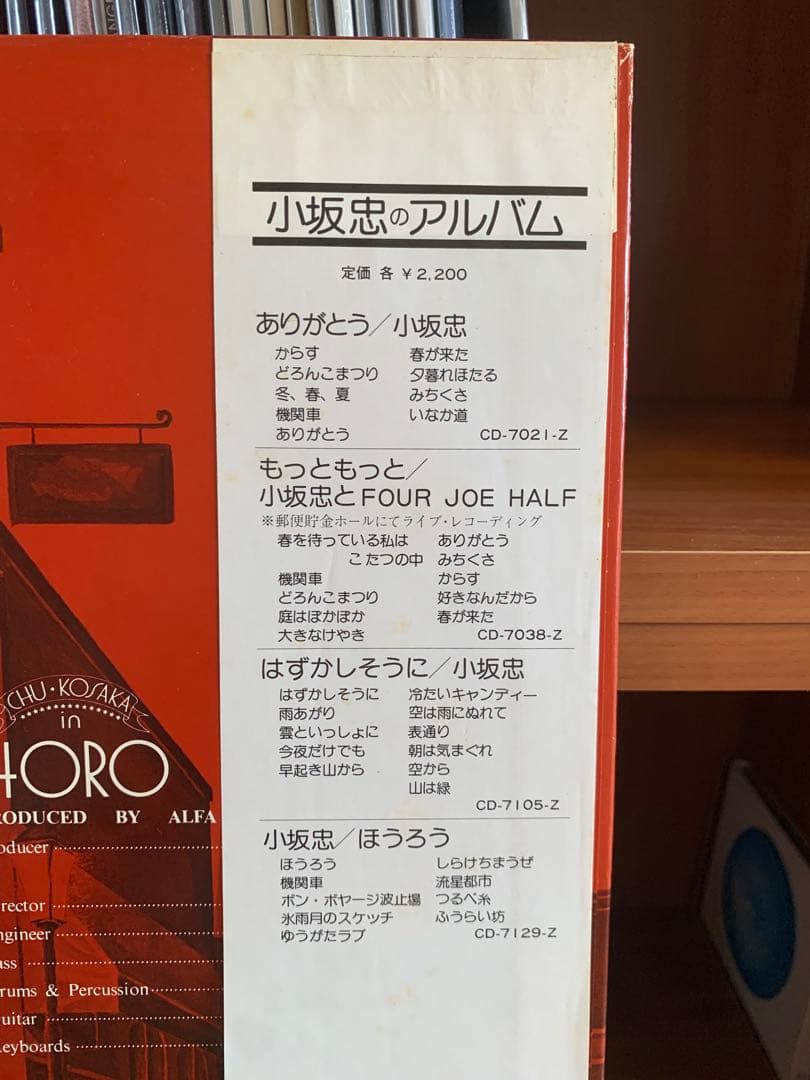 小坂忠のアルバム
定価 各 ¥2,200
ありがとう/小坂忠
からす 春が来た
どろんこまつり 夕暮れほたる
冬、春、夏 みちくさ
機関車 いなか道
ありがとう CD-7021-Z
もっともっと/
小坂忠とFOUR JOE HALF
※郵便貯金ホールにてライブ・レコーディング
春を待っている私は ありがとう
こたつの中 みちくさ
機関車 からす
どろんこまつり 好きなんだから
庭はぽかぽか 春が来た
大きなけやき CD-7038-Z
はずかしそうに/小坂忠
はずかしそうに 冷たいキャンディー
雨あがり 空は雨にぬれて
雲といっしょに 表通り
今夜だけでも 朝は気まぐれ
早起き山から 空から
山は緑
CD-7105-Z
小坂忠/ほうろう
ほうろう しらけちまうぜ
機関車 流星都市
ボン・ボヤージ波止場 つるべ糸
氷雨月のスケッチ ふうらい坊
ゆうがたラブ CD-7129-Z
CHU・KOSAKA
in
HORO
RODUCED BY ALFA
oducer
rector
ngineer
ass
rums & Percussion
uitar
eyboards